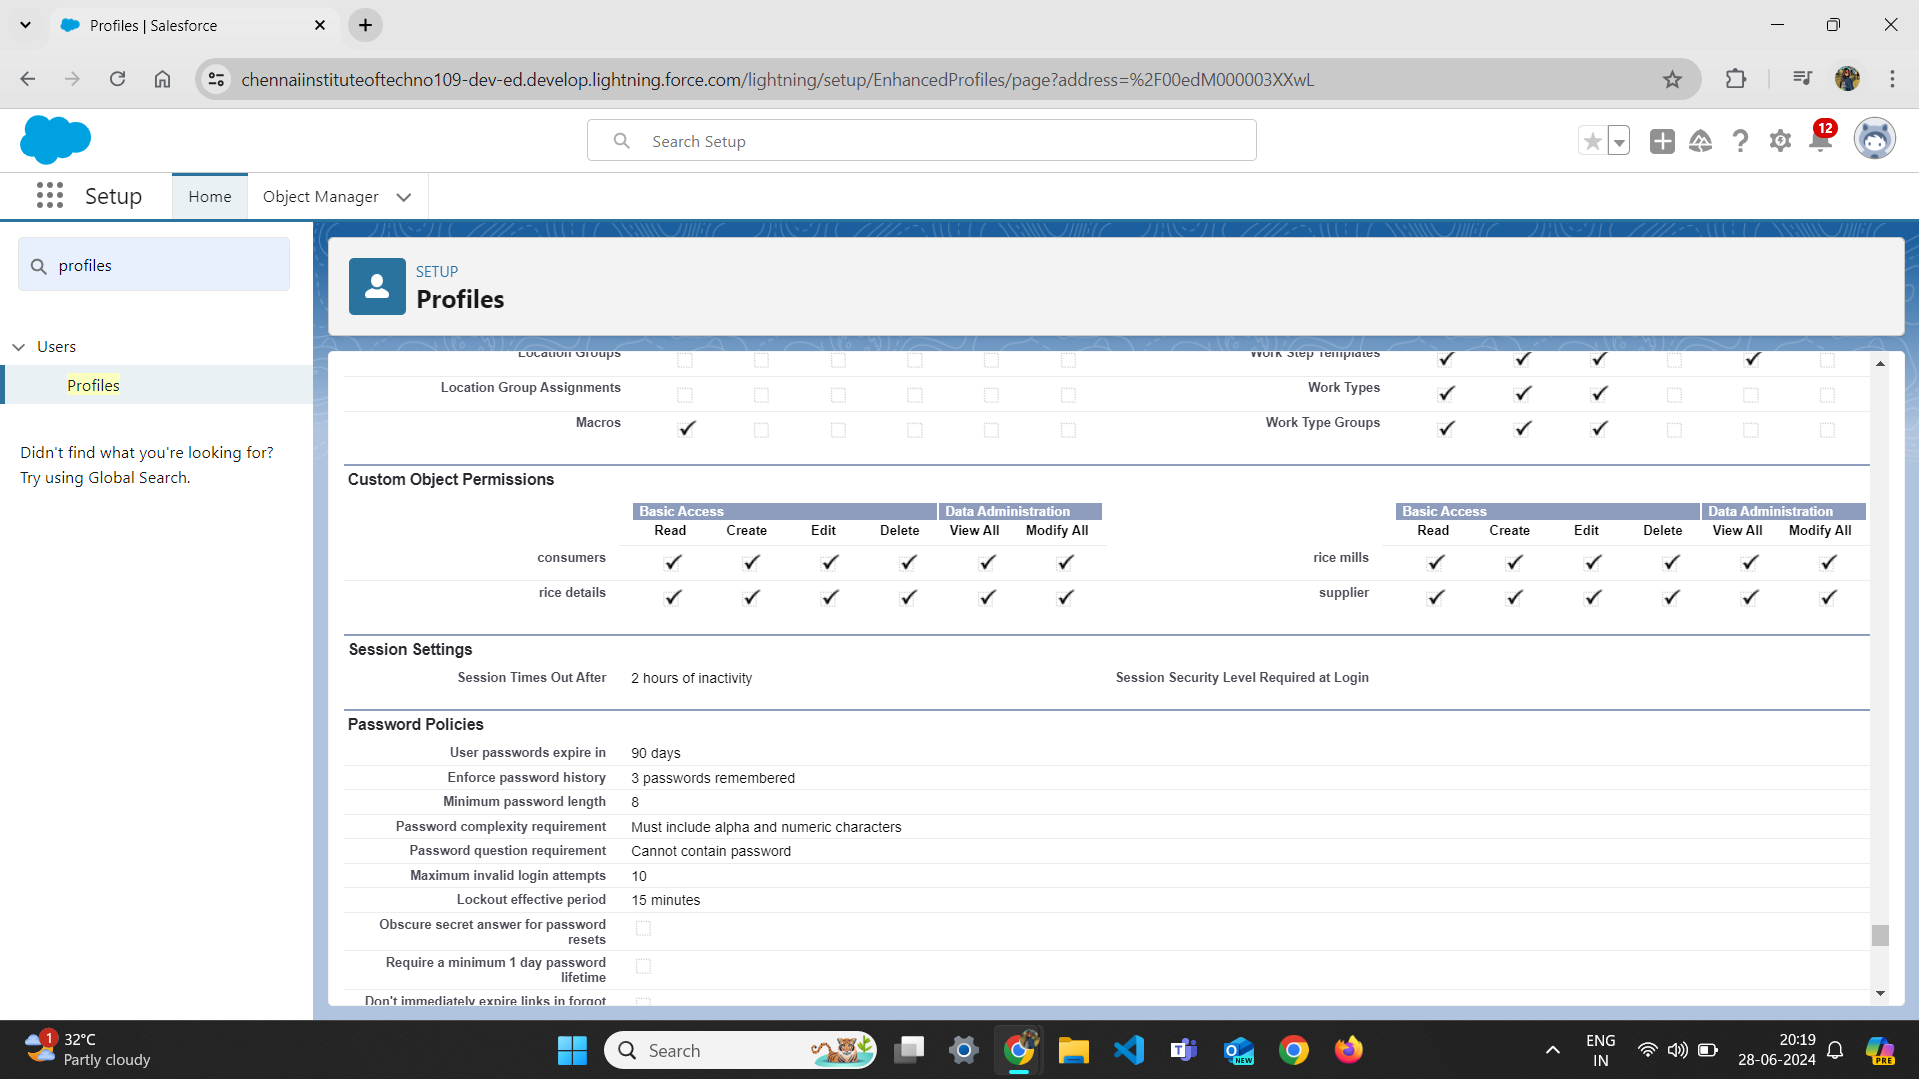 Profiles | Salesforce
chennaiinstituteoftechno109-dev-ed.develop.lightning.force.com/lightning/setup/EnhancedProfiles/page?address=%2F00edM000003XXwL
Search Setup
12
Setup
Home
Object Manager
profiles
Users
Profiles
Didn't find what you're looking for?
Try using Global Search.
SETUP
Profiles
Location Groups
Work Step Templates
Location Group Assignments
Work Types
Macros
Work Type Groups
Custom Object Permissions
Basic Access Data Administration Basic Access Data Administration
Read Create Edit Delete View All Modify All Read Create Edit Delete View All Modify All
consumers rice mills
rice details supplier
Session Settings
Session Times Out After 2 hours of inactivity Session Security Level Required at Login
Password Policies
User passwords expire in 90 days
Enforce password history 3 passwords remembered
Minimum password length 8
Password complexity requirement Must include alpha and numeric characters
Password question requirement Cannot contain password
Maximum invalid login attempts 10
Lockout effective period 15 minutes
Obscure secret answer for password
resets
Require a minimum 1 day password
lifetime
Don't immediately expire links in forgot
1
32°C
Partly cloudy
Search
NEW
ENG
IN
20:19
28-06-2024
PRE